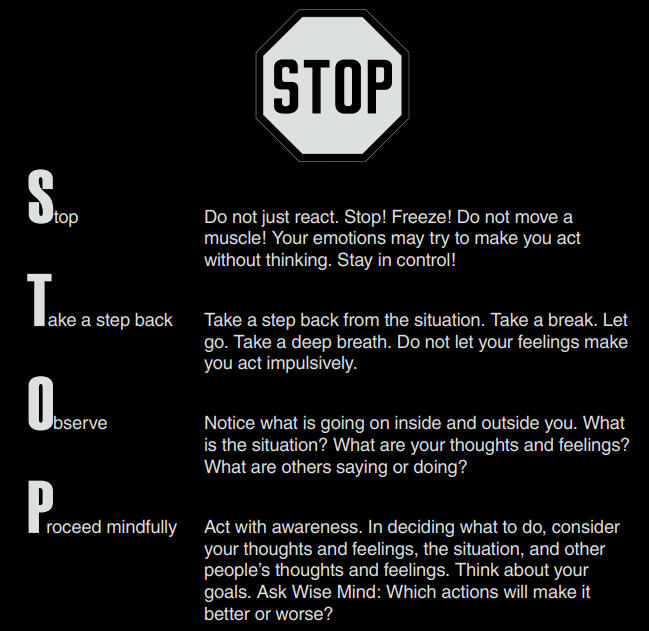 STOP
Stop
Do not just react. Stop! Freeze! Do not move a
muscle! Your emotions may try to make you act
without thinking. Stay in control!
Take a step back
Take a step back from the situation. Take a break. Let
go. Take a deep breath. Do not let your feelings make
you act impulsively.
Observe
Notice what is going on inside and outside you. What
is the situation? What are your thoughts and feelings?
What are others saying or doing?
Proceed mindfully
Act with awareness. In deciding what to do, consider
your thoughts and feelings, the situation, and other
people’s thoughts and feelings. Think about your
goals. Ask Wise Mind: Which actions will make it
better or worse?